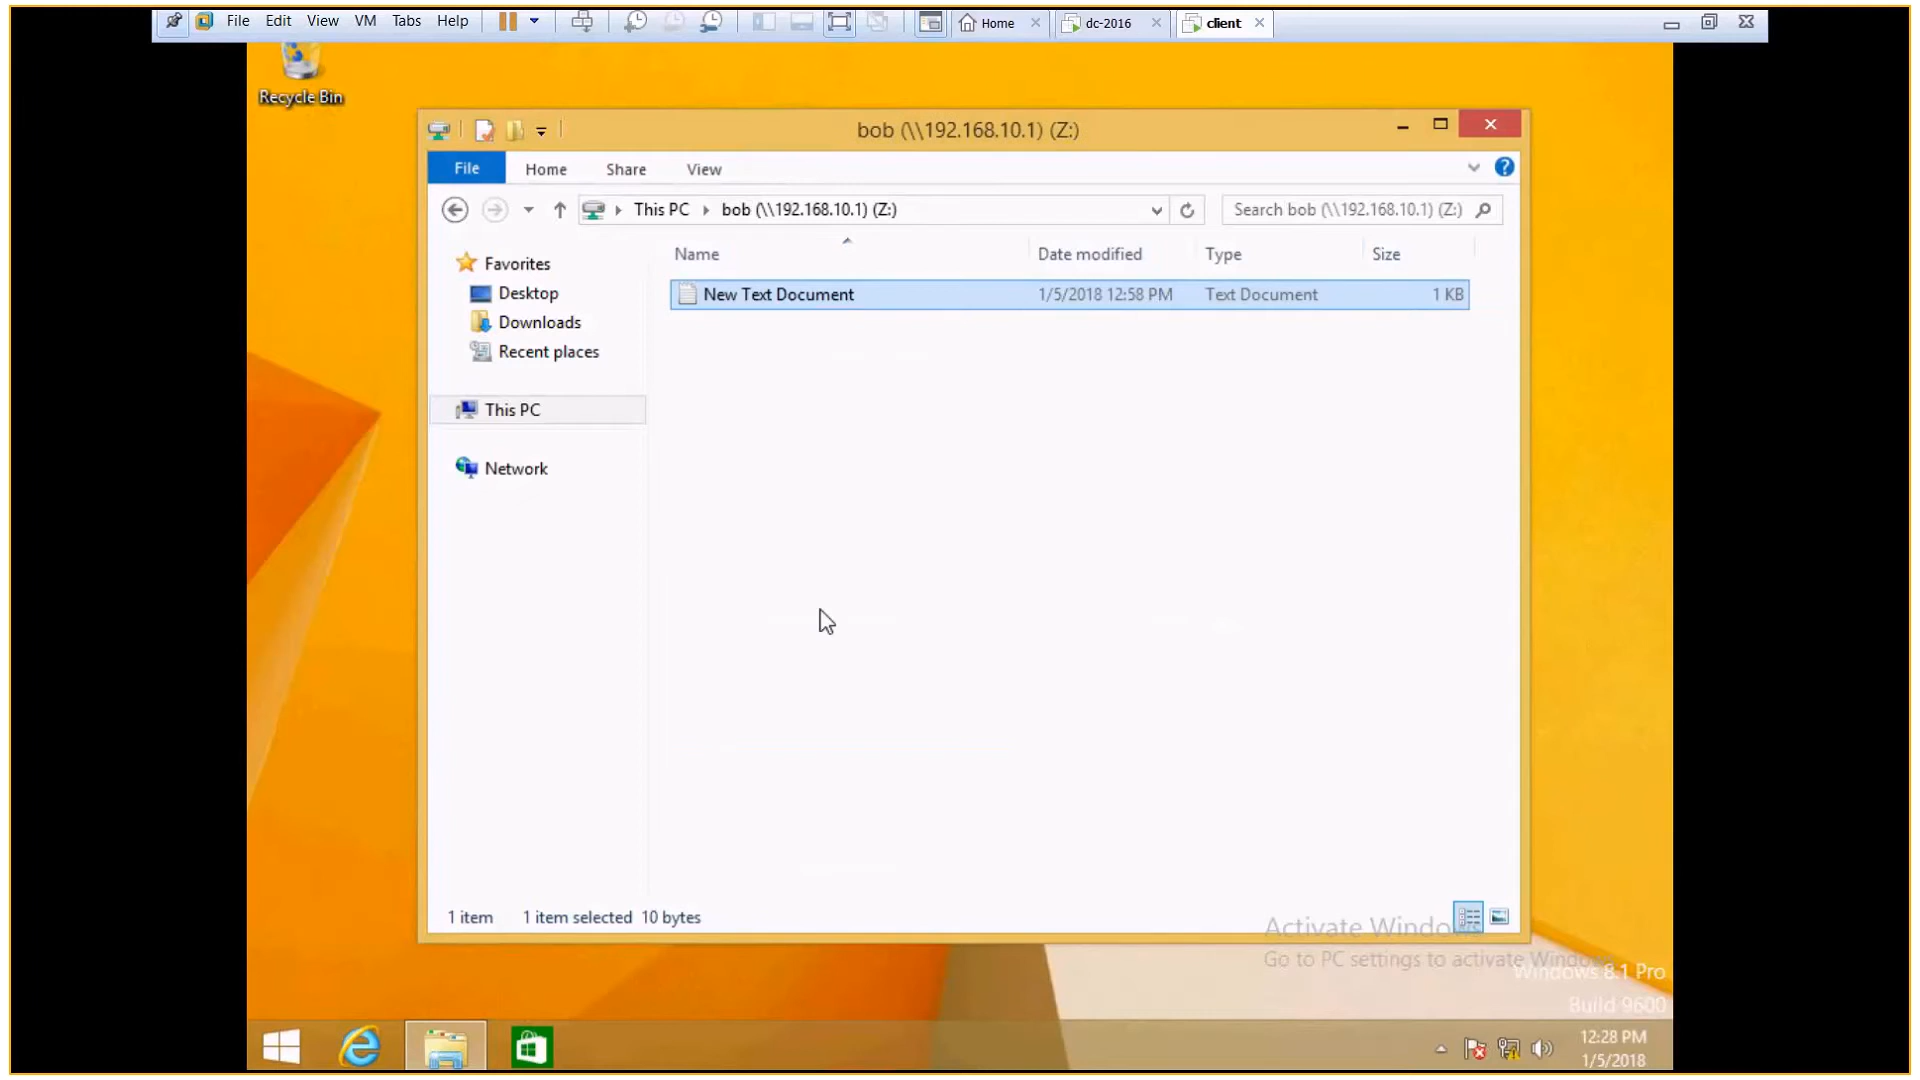 File Edit View VM Tabs Help Home dc-2016 client
Recycle Bin
bob (\\192.168.10.1) (Z:)
File Home Share View
This PC bob (\\192.168.10.1) (Z:) Search bob (\\192.168.10.1) (Z:)
Name Date modified Type Size
Favorites
Desktop
Downloads
Recent places
This PC
Network
New Text Document 1/5/2018 12:58 PM Text Document 1 KB
1 item 1 item selected 10 bytes
Activate Windo
Go to PC settings to activate Windows
Windows 8.1 Pro
Build 9600
12:28 PM
1/5/2018